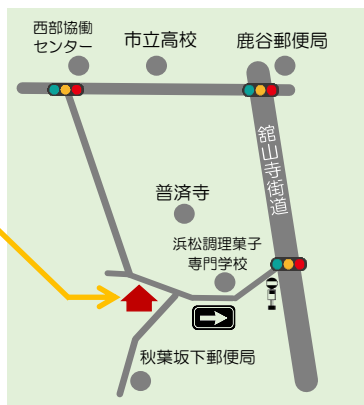 西部協働
センター
市立高校
鹿谷郵便局
舘山寺街道
普済寺
浜松調理菓子
専門学校
秋葉坂下郵便局